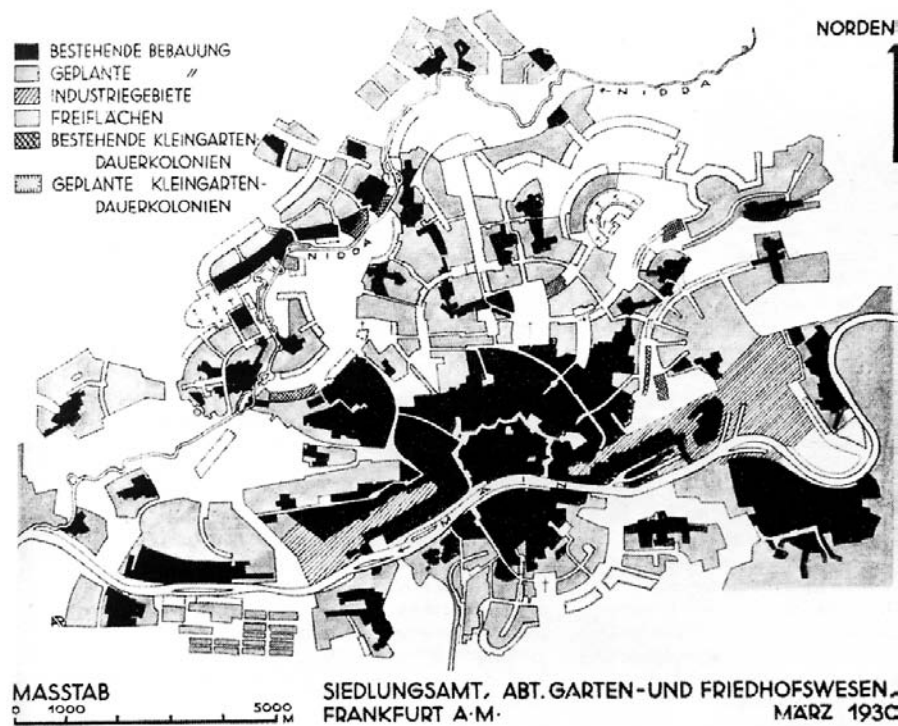 BESTEHENDE BEBAUUNG
GEPLANTE "
INDUSTRIEGEBIETE
FREIFLÄCHEN
BESTEHENDE KLEINGARTEN-
DAUERKOLONIEN
GEPLANTE KLEINGARTEN-
DAUERKOLONIEN
NORDEN
NIDDA
NIDDA
MAIN
MASSTAB
0 1000 5000
M
SIEDLUNGSAMT, ABT. GARTEN-UND FRIEDHOFSWESEN,
FRANKFURT A·M· MÄRZ 1930